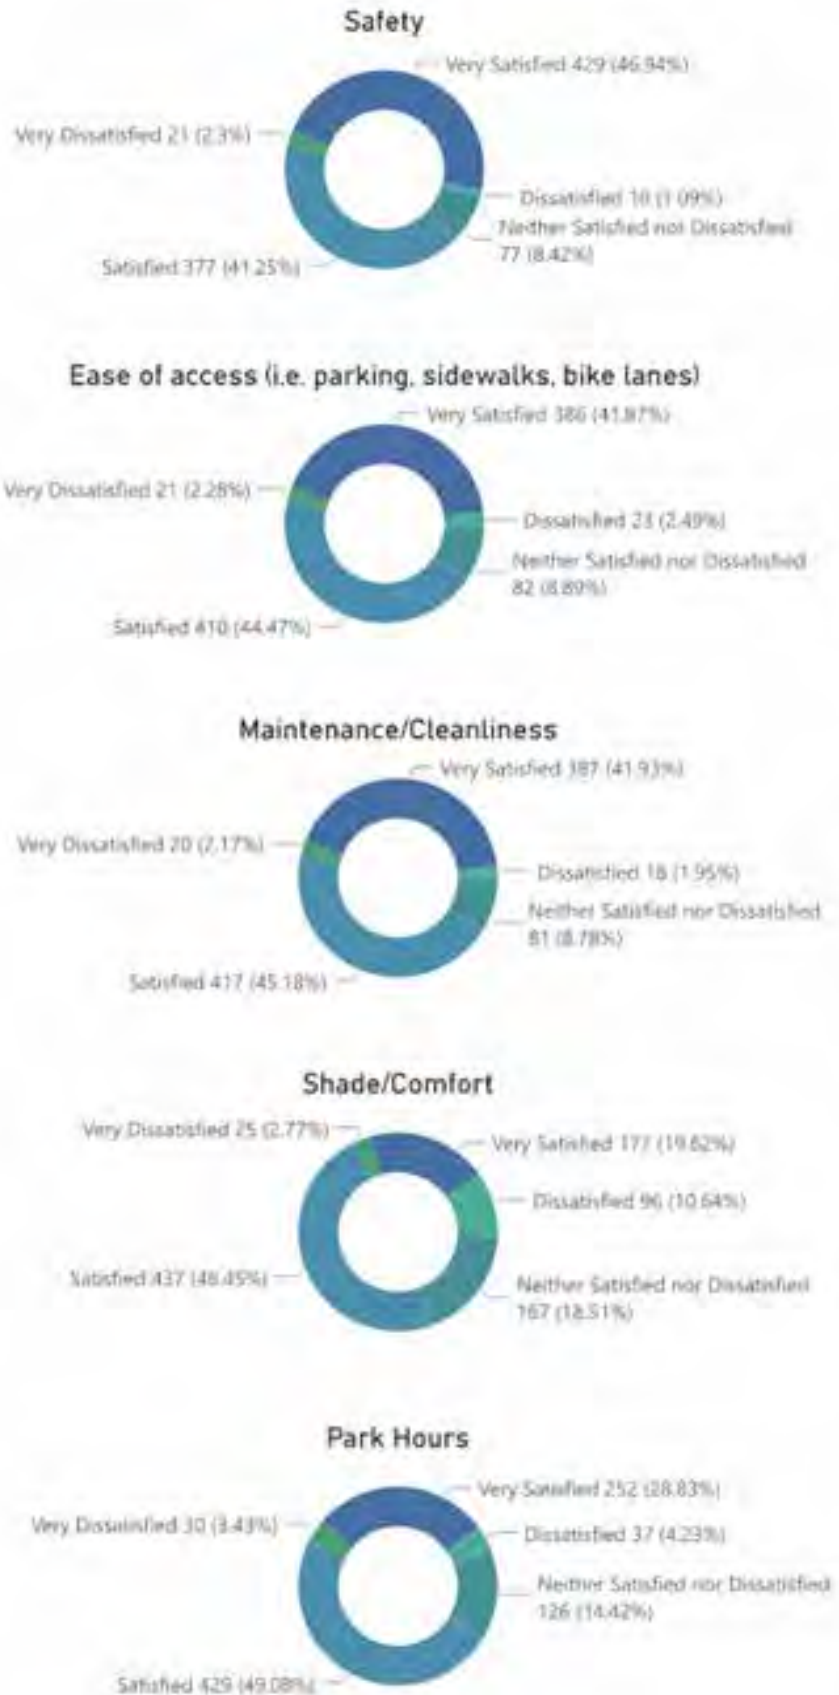 Safety
Very Satisfied 429 (46.94%)
Very Dissatisfied 21 (2.3%)
Dissatisfied 10 (1.09%)
Neither Satisfied nor Dissatisfied
77 (8.42%)
Satisfied 377 (41.25%)
Ease of access (i.e. parking, sidewalks, bike lanes)
Very Satisfied 386 (41.87%)
Very Dissatisfied 21 (2.28%)
Dissatisfied 23 (2.49%)
Neither Satisfied nor Dissatisfied
82 (8.89%)
Satisfied 410 (44.47%)
Maintenance/Cleanliness
Very Satisfied 387 (41.93%)
Very Dissatisfied 20 (2.17%)
Dissatisfied 18 (1.95%)
Neither Satisfied nor Dissatisfied
81 (8.78%)
Satisfied 417 (45.18%)
Shade/Comfort
Very Dissatisfied 25 (2.77%)
Very Satisfied 177 (19.62%)
Dissatisfied 96 (10.64%)
Satisfied 437 (48.45%)
Neither Satisfied nor Dissatisfied
167 (18.51%)
Park Hours
Very Satisfied 252 (28.83%)
Very Dissatisfied 30 (3.43%)
Dissatisfied 37 (4.23%)
Neither Satisfied nor Dissatisfied
126 (14.42%)
Satisfied 429 (49.08%)